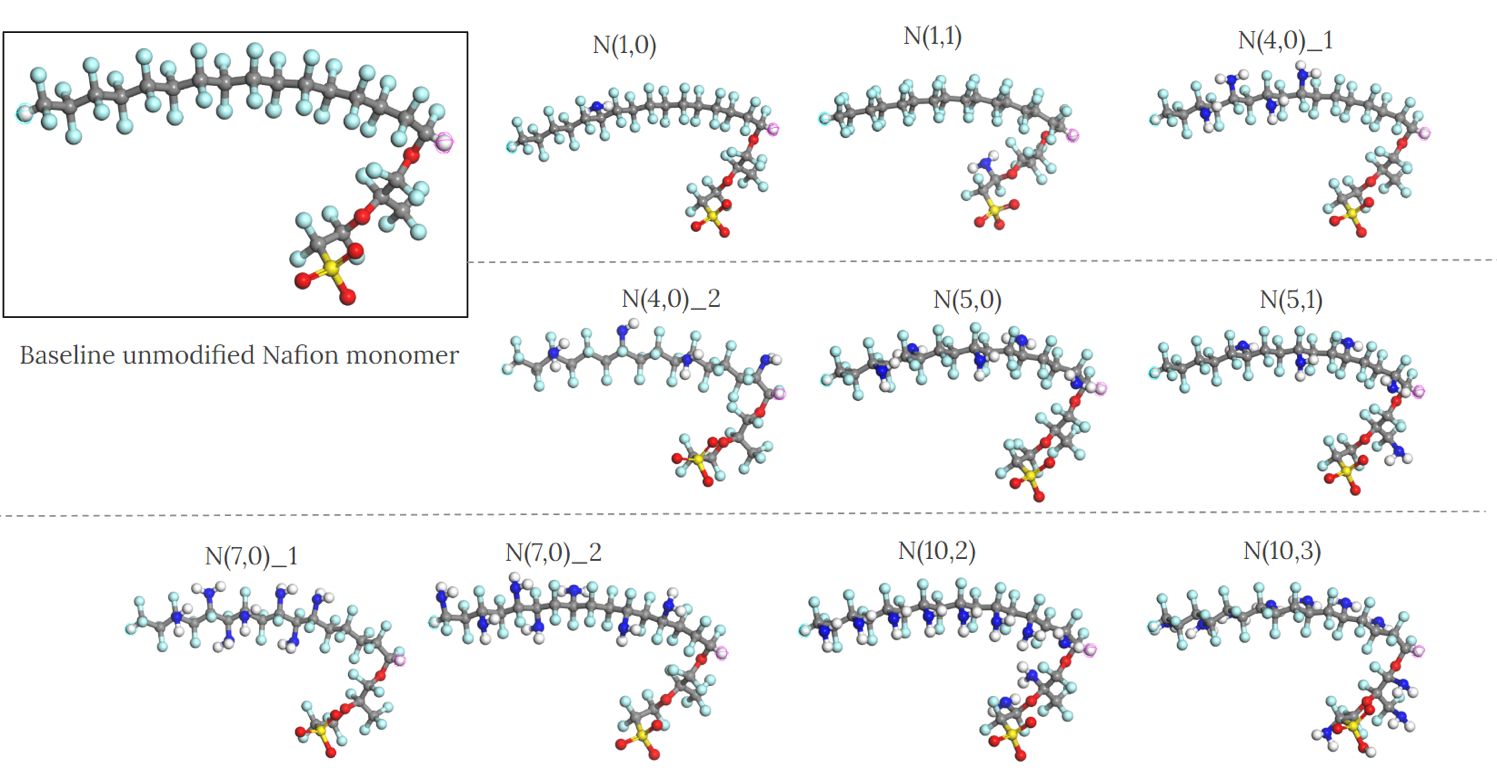 N(1,0)
N(1,1)
N(4,0)_1
N(4,0)_2
N(5,0)
N(5,1)
Baseline unmodified Nafion monomer
N(7,0)_1
N(7,0)_2
N(10,2)
N(10,3)